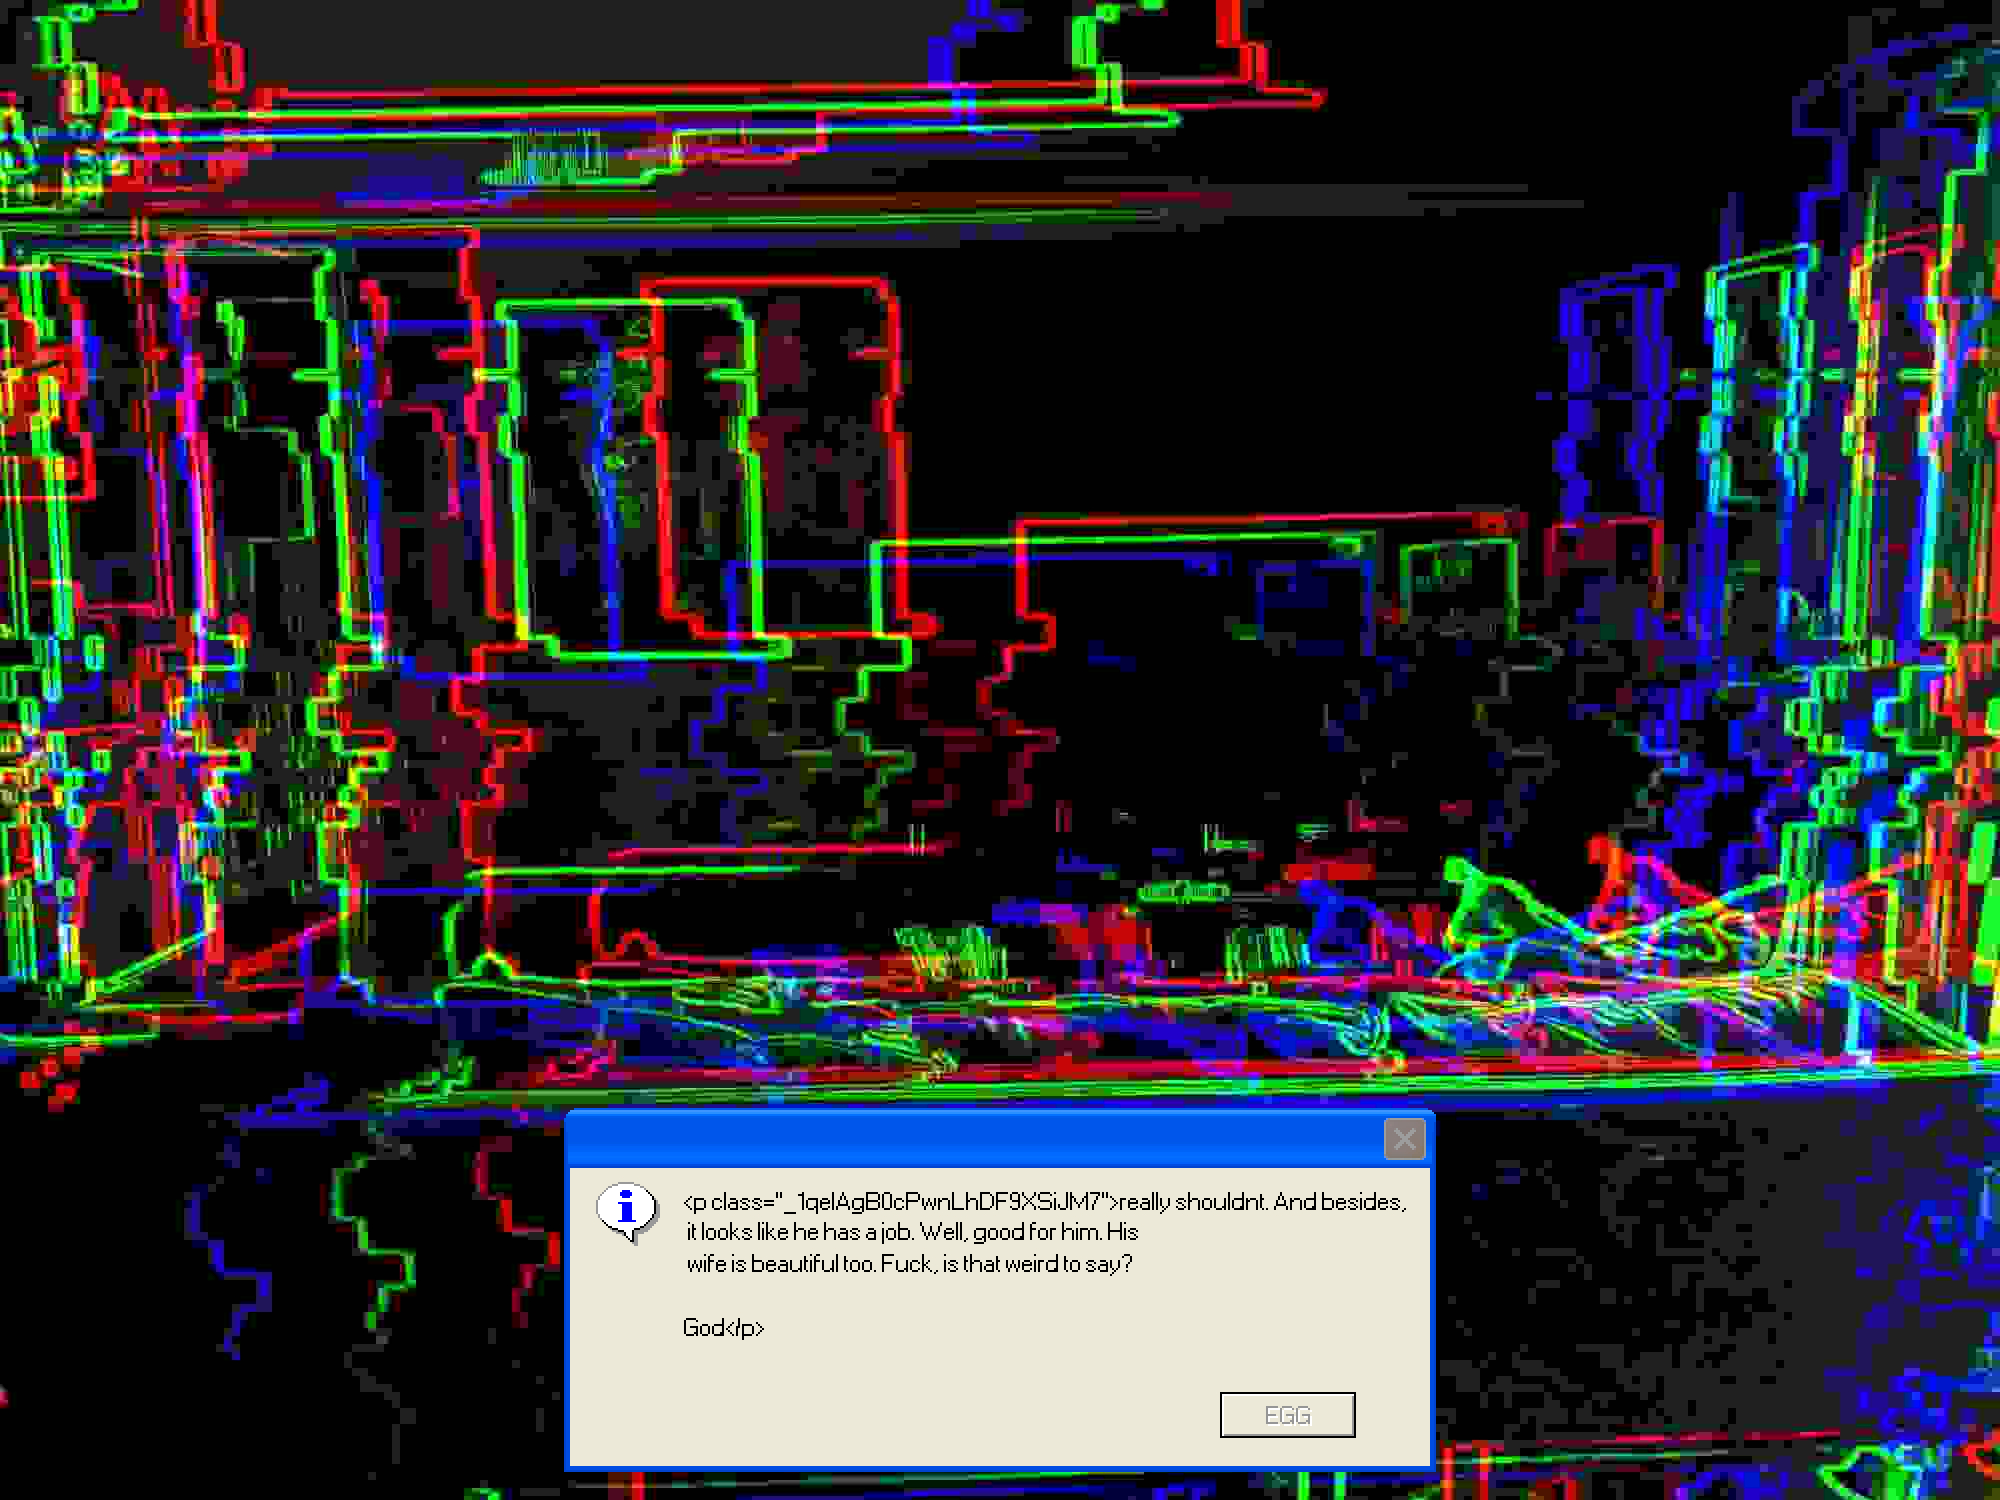 <p class="_1qeIAgB0cPwnLhDF9XSiJM7">really shouldnt. And besides,
it looks like he has a job. Well, good for him. His
wife is beautiful too. Fuck, is that weird to say?
God</p>
EGG